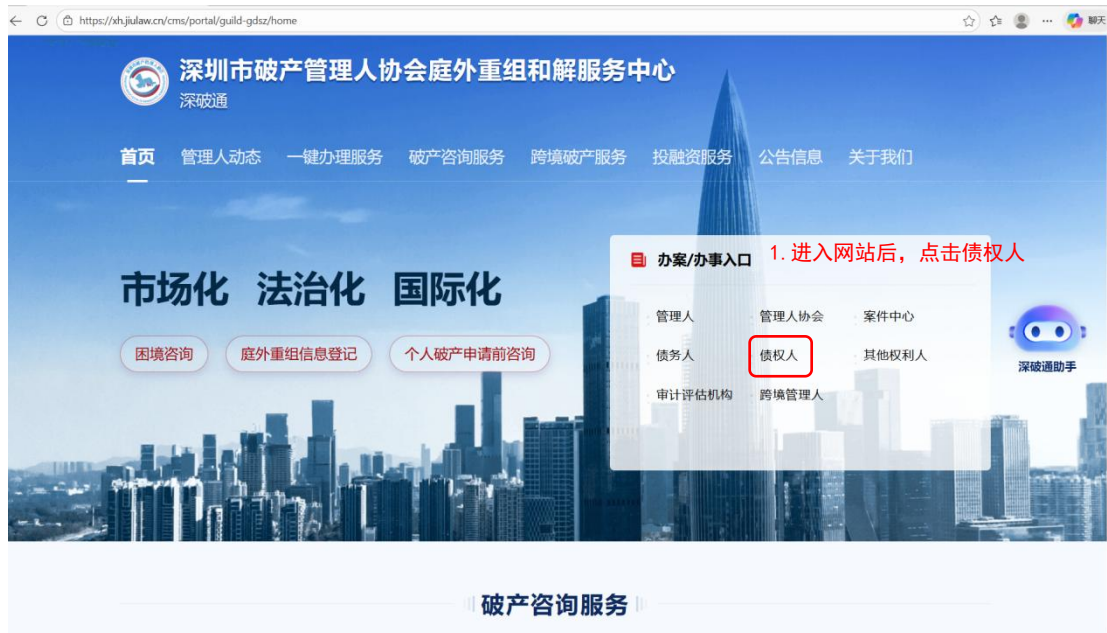 https://xh.jiulaw.cn/cms/portal/guild-gdsz/home
聊天
深圳市破产管理人协会庭外重组和解服务中心
深破通
首页 管理人动态 一键办理服务 破产咨询服务 跨境破产服务 投融资服务 公告信息 关于我们
办案/办事入口 1.进入网站后，点击债权人
市场化 法治化 国际化
管理人 管理人协会 案件中心
困境咨询 庭外重组信息登记 个人破产申请前咨询
债务人 债权人 其他权利人
深破通助手
审计评估机构 跨境管理人
破产咨询服务